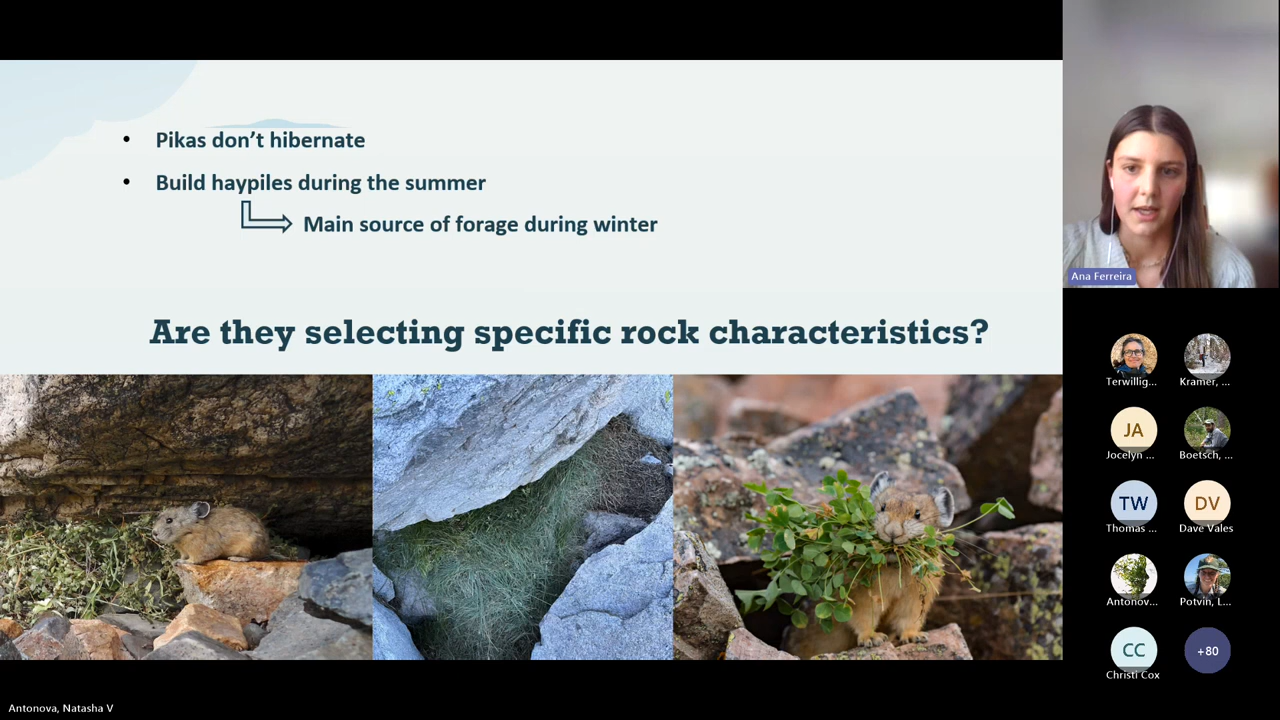 • Pikas don’t hibernate
• Build haypiles during the summer
Main source of forage during winter
Are they selecting specific rock characteristics?
Ana Ferreira
Terwillig...
Kramer, ...
JA
Jocelyn ...
Boetsch, ...
TW
Thomas ...
DV
Dave Vales
Antonov...
Potvin, L...
CC
Christi Cox
+80
Antonova, Natasha V